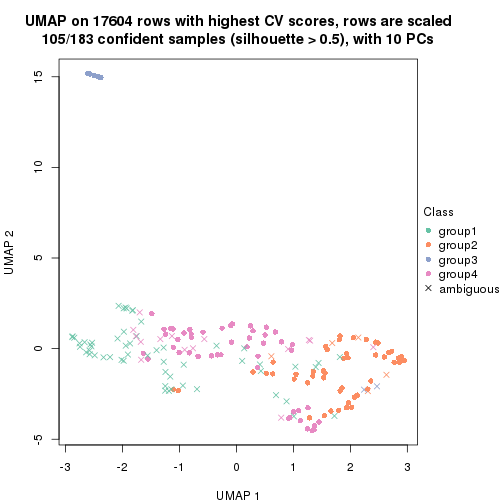 UMAP on 17604 rows with highest CV scores, rows are scaled
105/183 confident samples (silhouette > 0.5), with 10 PCs
15
10
5
0
-5
UMAP 2
-3
-2
-1
0
1
2
3
UMAP 1
Class
group1
group2
group3
group4
ambiguous